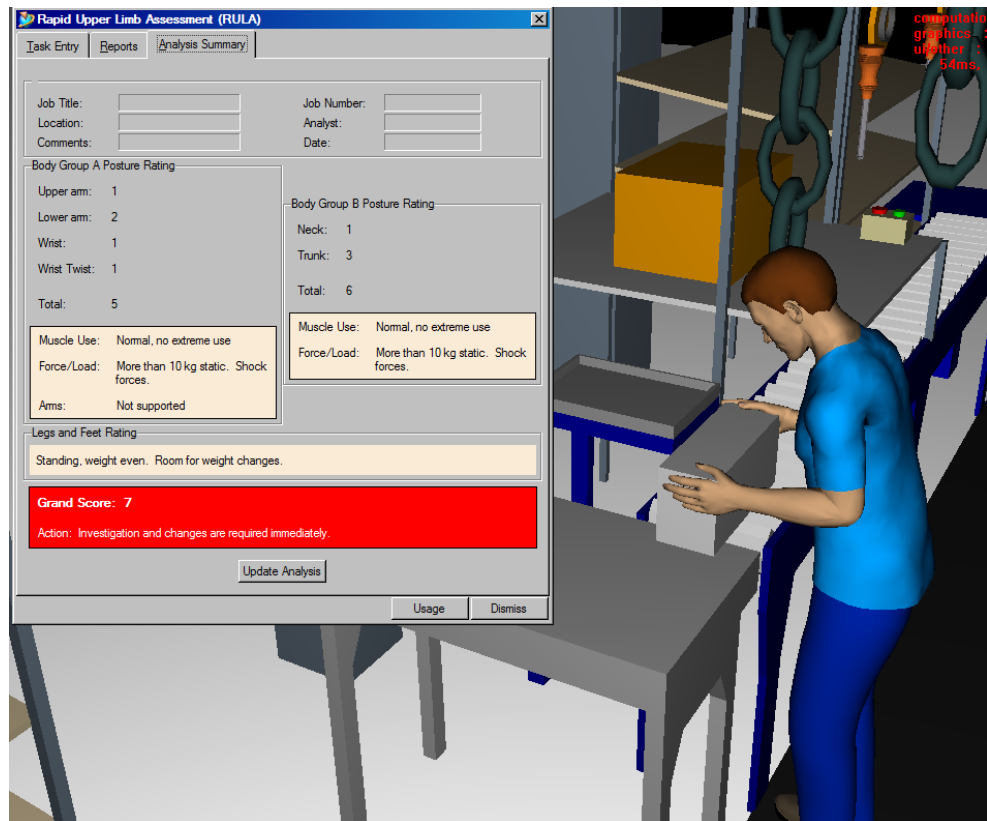 Rapid Upper Limb Assessment (RULA)
Task Entry Reports Analysis Summary
Job Title: Job Number:
Location: Analyst:
Comments: Date:
Body Group A Posture Rating
Upper arm: 1
Lower arm: 2
Wrist: 1
Wrist Twist: 1
Total: 5
Muscle Use: Normal, no extreme use
Force/Load: More than 10 kg static. Shock
forces.
Arms: Not supported
Body Group B Posture Rating
Neck: 1
Trunk: 3
Total: 6
Muscle Use: Normal, no extreme use
Force/Load: More than 10 kg static. Shock
forces.
Legs and Feet Rating
Standing, weight even. Room for weight changes.
Grand Score: 7
Action: Investigation and changes are required immediately.
Update Analysis
Usage Dismiss
graphics :
54ms.